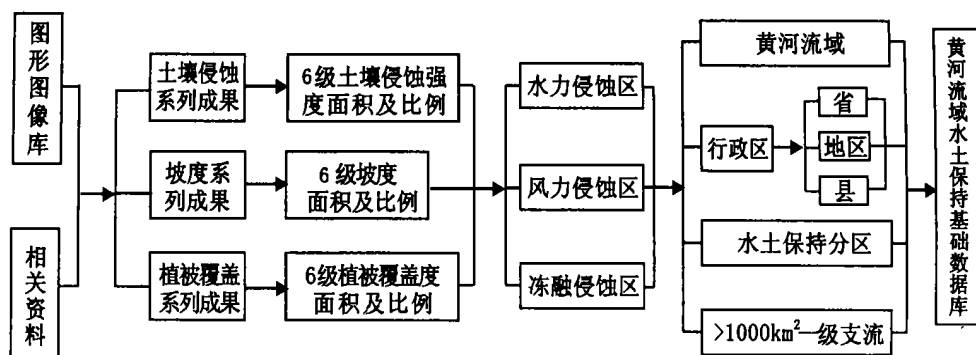 图形图像库
相关资料
土壤侵蚀
系列成果
坡度系
列成果
植被覆盖
系列成果
6级土壤侵蚀强
度面积及比例
6级坡度
面积及比例
6级植被覆盖度
面积及比例
水力侵蚀区
风力侵蚀区
冻融侵蚀区
黄河流域
行政区
省
地区
县
水土保持分区
>1000km²一级支流
黄河流域水土保持基础数据库